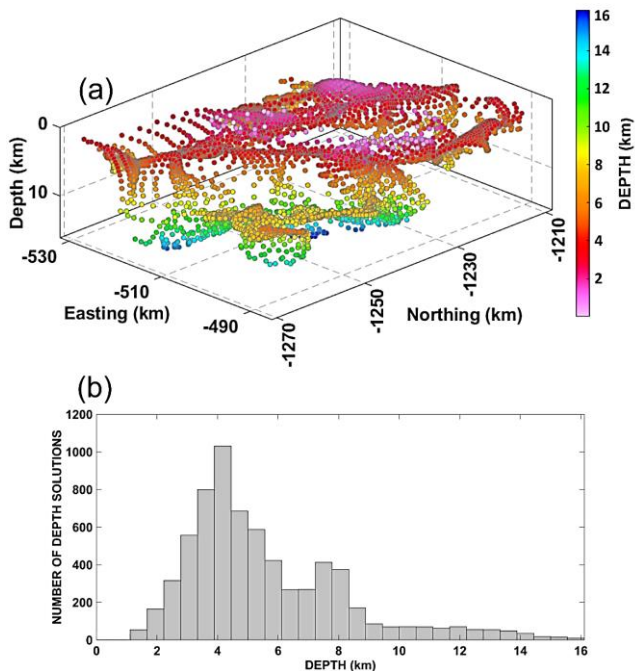 (a)
0
10
Depth (km)
-530
-510
-490
Easting (km)
-1270
-1250
-1230
-1210
Northing (km)
16
14
12
10
8
6
4
2
DEPTH (km)
(b)
1200
1000
800
600
400
200
0
NUMBER OF DEPTH SOLUTIONS
0 2 4 6 8 10 12 14 16
DEPTH (km)